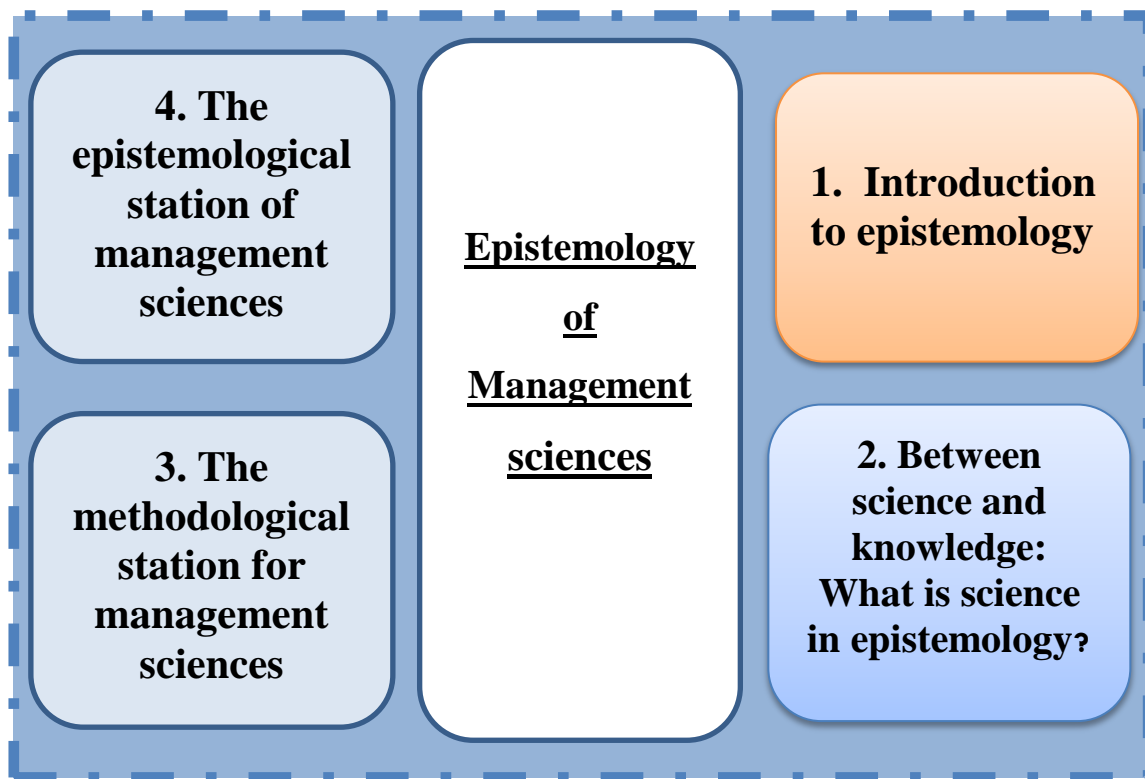 Epistemology
of
Management
sciences
1. Introduction
to epistemology
2. Between
science and
knowledge:
What is science
in epistemology?
3. The
methodological
station for
management
sciences
4. The
epistemological
station of
management
sciences